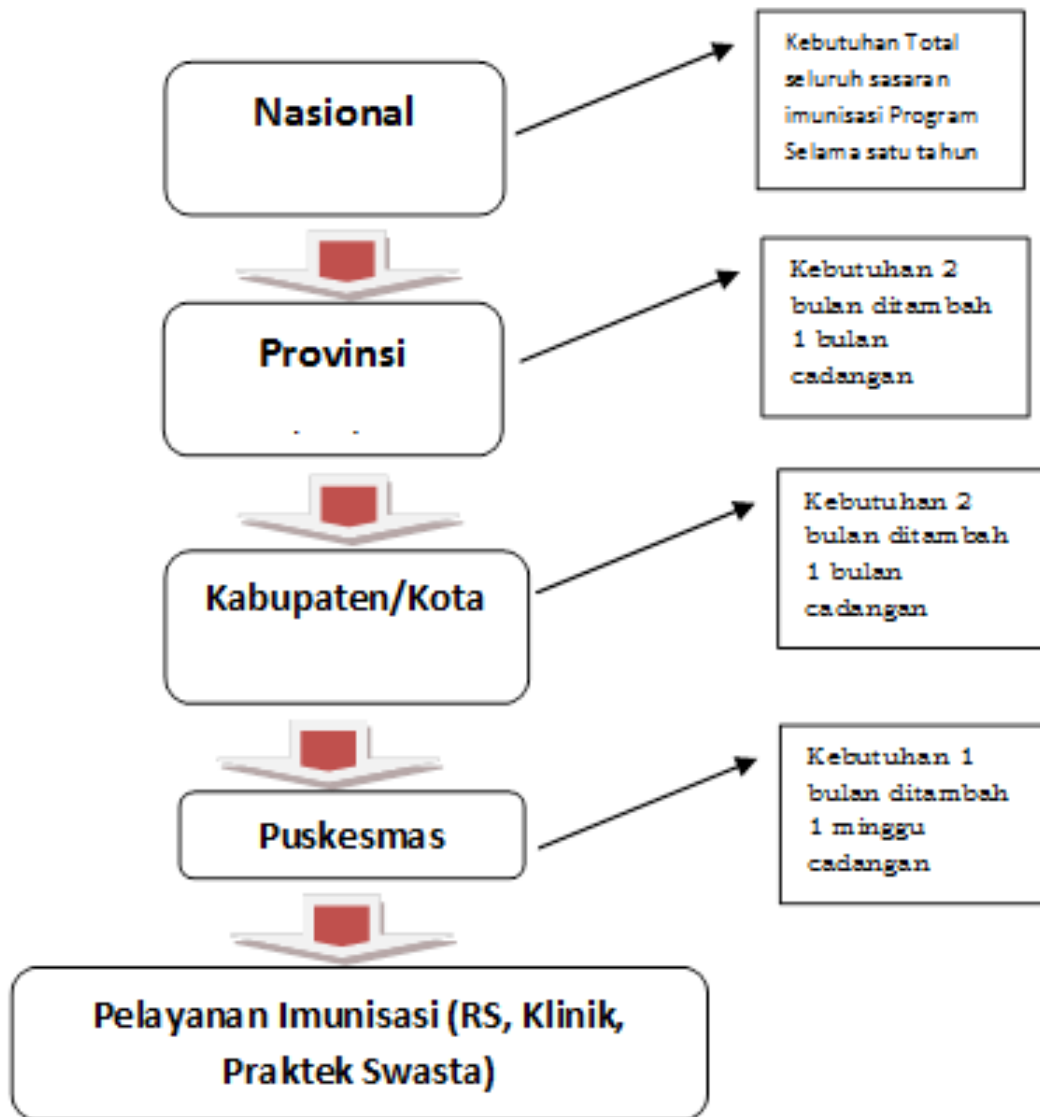 Nasional
Kebutuhan Total
seluruh sasaran
imunisasi Program
Selama satu tahun
Provinsi
Kebutuhan 2
bulan ditambah
1 bulan
cadangan
Kabupaten/Kota
Kebutuhan 2
bulan ditambah
1 bulan
cadangan
Puskesmas
Kebutuhan 1
bulan ditambah
1 minggu
cadangan
Pelayanan Imunisasi (RS, Klinik,
Praktek Swasta)